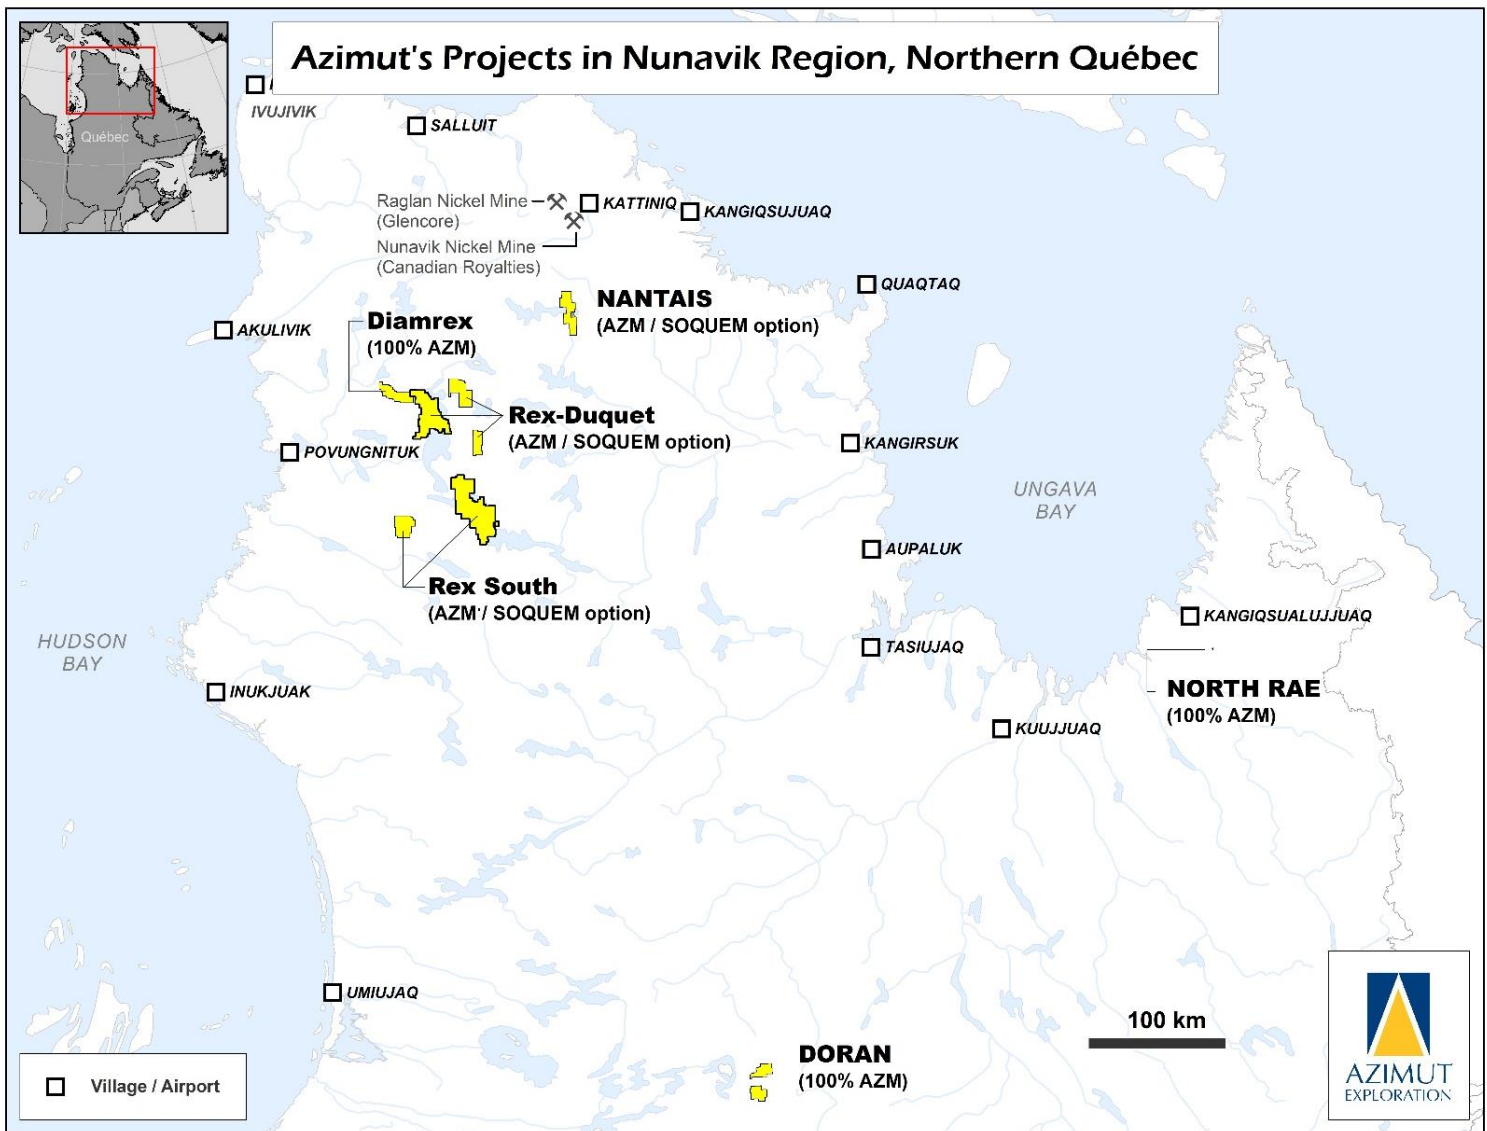 Azimut's Projects in Nunavik Region, Northern Québec
Québec
IVUJIVIK
SALLUIT
Raglan Nickel Mine
(Glencore)
KATTINIQ
KANGIQSUJUAQ
Nunavik Nickel Mine
(Canadian Royalties)
QUAQTAQ
NANTAIS
(AZM / SOQUEM option)
AKULIVIK
Diamrex
(100% AZM)
Rex-Duquet
(AZM / SOQUEM option)
POVUNGNITUK
KANGIRSUK
UNGAVA
BAY
AUPALUK
Rex South
(AZM / SOQUEM option)
KANGIQSUALUJJUAQ
HUDSON
BAY
TASIUJAQ
INUKJUAK
NORTH RAE
(100% AZM)
KUUJJUAQ
UMIUJAQ
100 km
DORAN
(100% AZM)
Village / Airport
AZIMUT
EXPLORATION